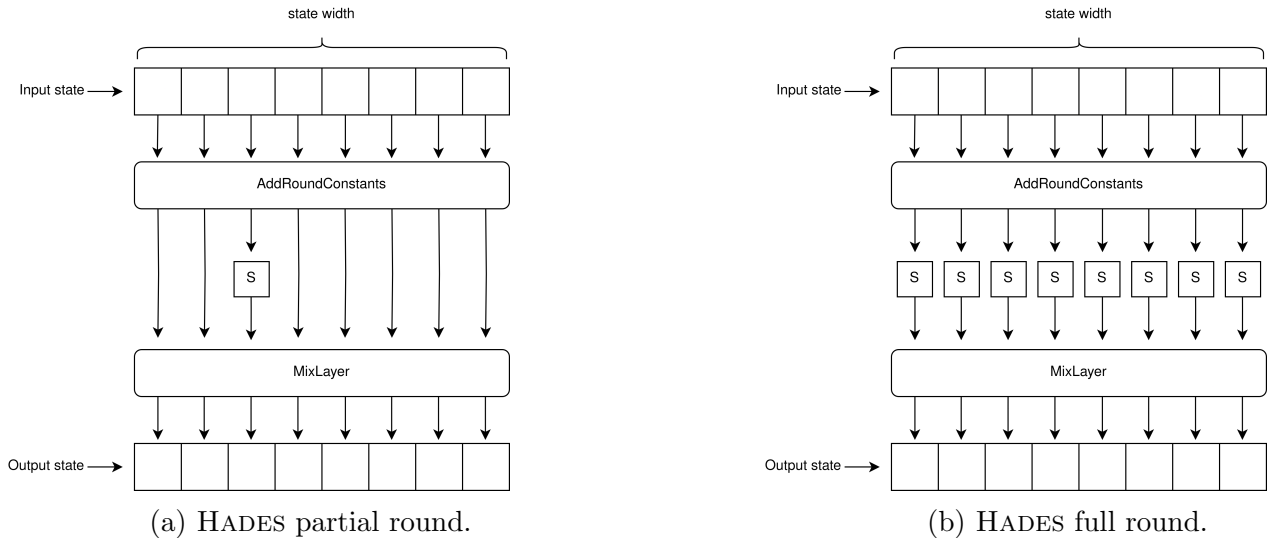 state width
Input state
AddRoundConstants
S
MixLayer
Output state
(a) HADES partial round.
state width
Input state
AddRoundConstants
S S S S S S S S
MixLayer
Output state
(b) HADES full round.